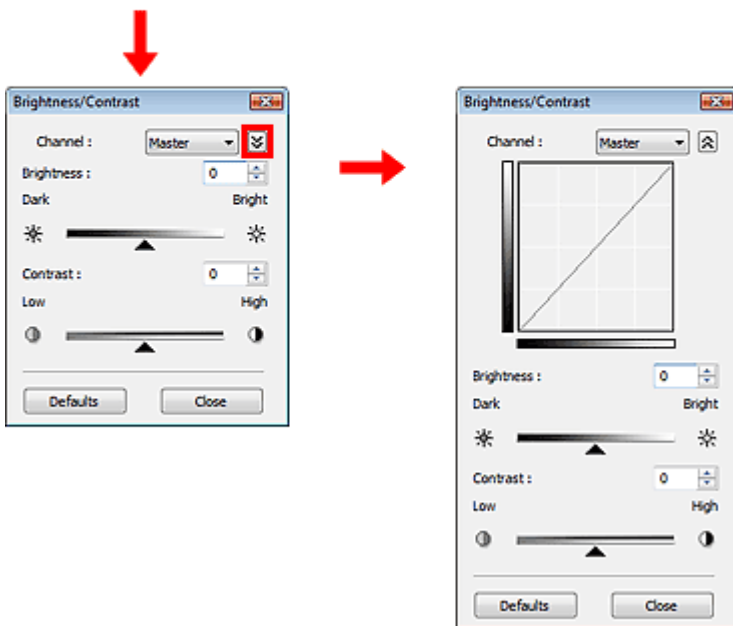 Brightness/Contrast
Channel : Master
Brightness : 0
Dark Bright
Contrast : 0
Low High
Defaults Close
Brightness/Contrast
Channel : Master
Brightness : 0
Dark Bright
Contrast : 0
Low High
Defaults Close